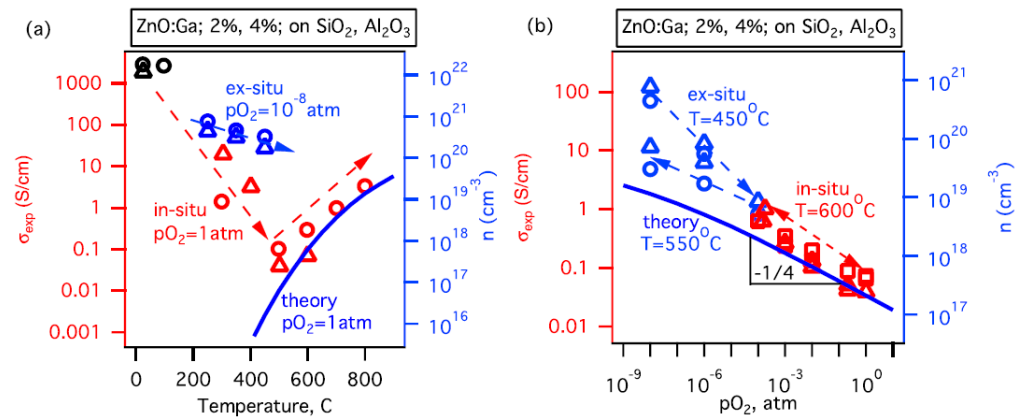 (a)
ZnO:Ga; 2%, 4%; on SiO₂, Al₂O₃
1000
100
10
1
0.1
0.01
0.001
σexp (S/cm)
ex-situ
pO₂=10⁻⁸atm
in-situ
pO₂=1atm
theory
pO₂=1atm
10²²
10²¹
10²⁰
10¹⁹
10¹⁸
10¹⁷
10¹⁶
n (cm⁻³)
0 200 400 600 800
Temperature, C
(b)
ZnO:Ga; 2%, 4%; on SiO₂, Al₂O₃
100
10
1
0.1
0.01
σexp (S/cm)
ex-situ
T=450°C
in-situ
T=600°C
theory
T=550°C
-1/4
10²¹
10²⁰
10¹⁹
10¹⁸
10¹⁷
n (cm⁻³)
10⁻⁹ 10⁻⁶ 10⁻³ 10⁰
pO₂, atm